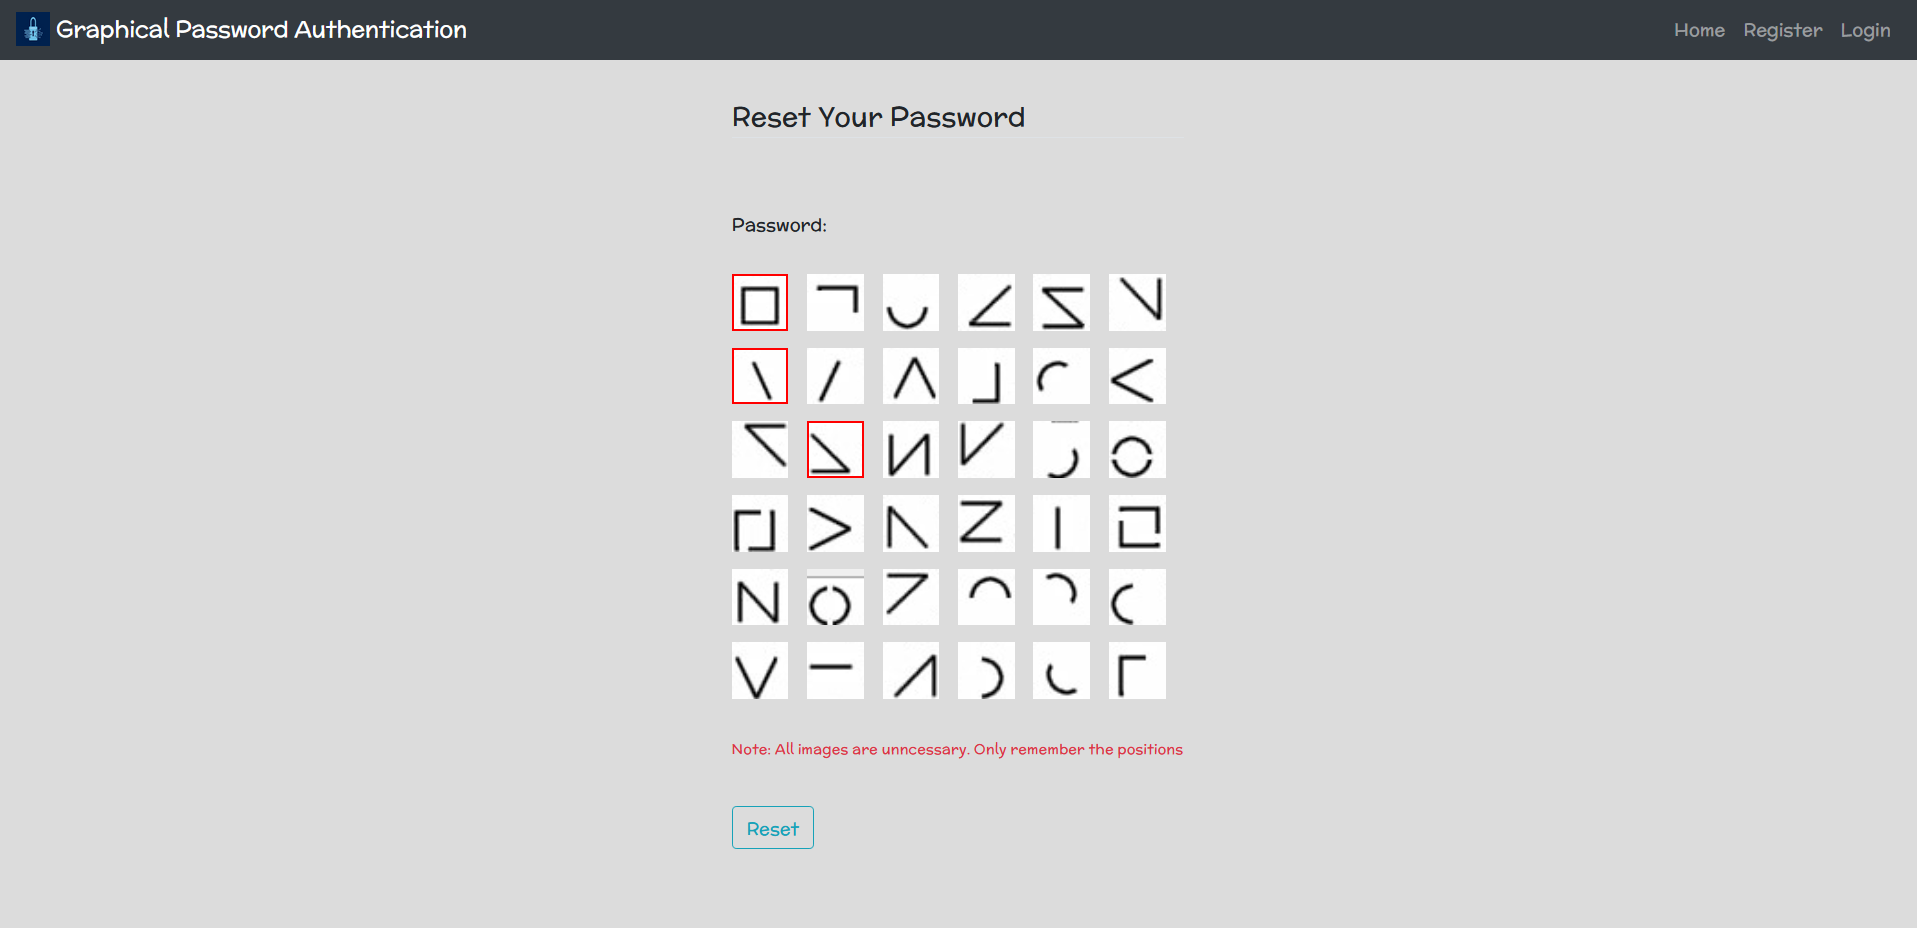 Graphical Password Authentication
Home Register Login
Reset Your Password
Password:
Note: All images are unncessary. Only remember the positions
Reset